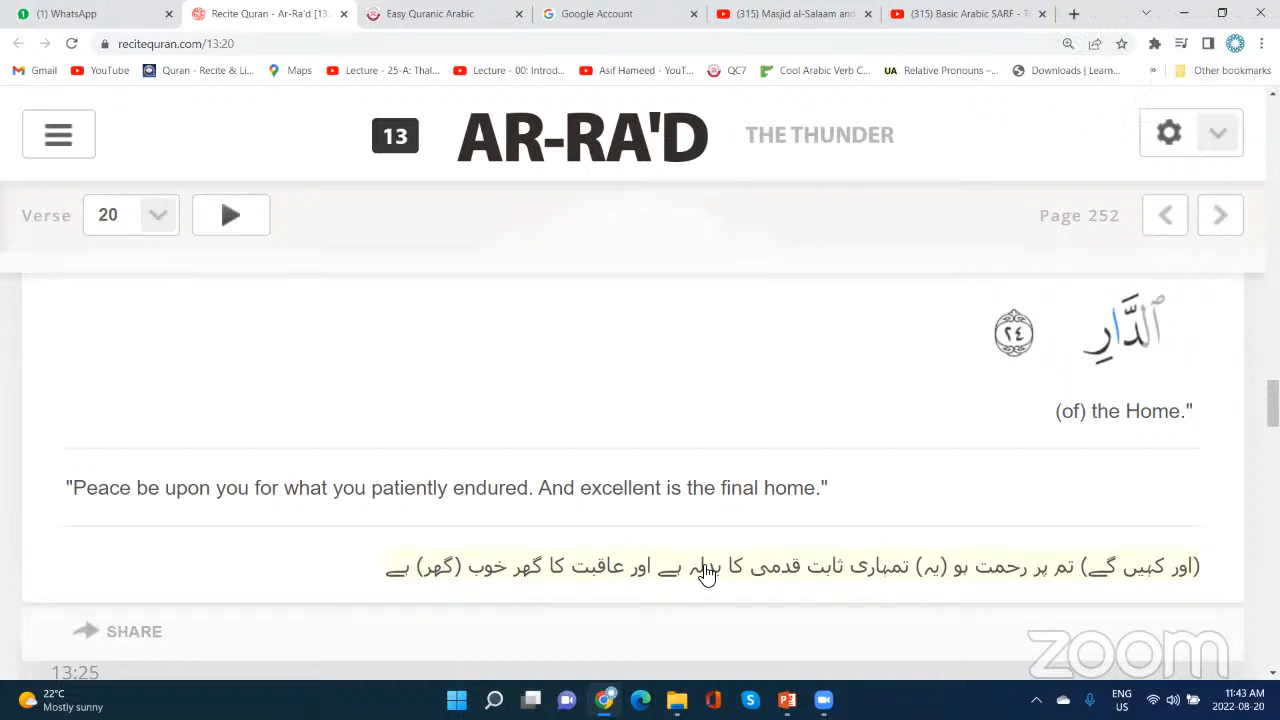 WhatsApp
Recite Quran - Ar-Ra'd [13:
Easy Quranic Arabic
Google Account
(315) Masjid al-Salaam and
(315) Basic Arabic SARF - T
recitequran.com/13:20
Gmail
YouTube
Quran - Recite & Li...
Maps
Lecture - 25-A: Thal...
Lecture - 00: Introd...
Asif Hameed - YouT...
QC7
Cool Arabic Verb C...
UA Relative Pronouns –...
Downloads | Learn...
Other bookmarks
13 AR-RA'D THE THUNDER
Verse 20 Page 252
ٱلدَّارِ ٢٤
(of) the Home."
"Peace be upon you for what you patiently endured. And excellent is the final home."
(اور کہیں گے) تم پر رحمت ہو (یہ) تمہاری ثابت قدمی کا بدلہ ہے اور عاقبت کا گھر خوب (گھر) ہے
SHARE
13:25
zoom
22°C
Mostly sunny
ENG
US
11:43 AM
2022-08-20